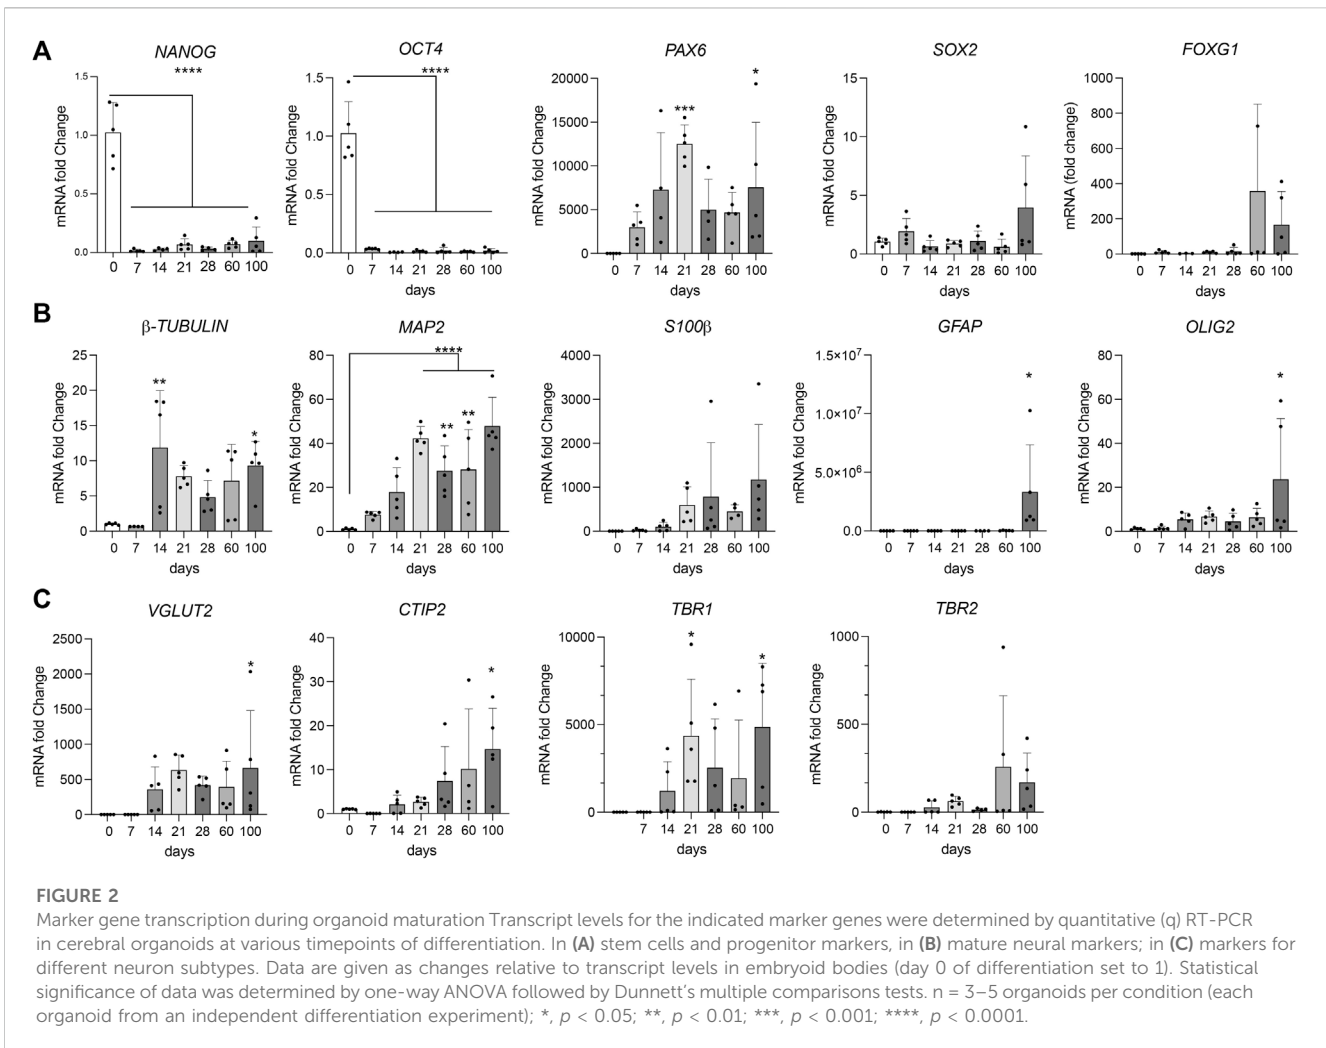 A
NANOG
OCT4
PAX6
SOX2
FOXG1
mRNA fold Change
1.5
1.0
0.5
0.0
****
0 7 14 21 28 60 100
days
mRNA fold Change
1.5
1.0
0.5
0.0
****
0 7 14 21 28 60 100
days
mRNA fold Change
20000
15000
10000
5000
0
***
*
0 7 14 21 28 60 100
days
mRNA fold Change
15
10
5
0
0 7 14 21 28 60 100
days
mRNA (fold change)
1000
800
600
400
200
0
0 7 14 21 28 60 100
days
B
β-TUBULIN
MAP2
S100β
GFAP
OLIG2
mRNA fold Change
25
20
15
10
5
0
**
*
0 7 14 21 28 60 100
days
mRNA fold Change
80
60
40
20
0
****
**
**
0 7 14 21 28 60 100
days
mRNA fold Change
4000
3000
2000
1000
0
0 7 14 21 28 60 100
days
mRNA fold Change
1.5×10⁷
1.0×10⁷
5.0×10⁶
0.0
*
0 7 14 21 28 60 100
days
mRNA fold Change
80
60
40
20
0
*
0 7 14 21 28 60 100
days
C
VGLUT2
CTIP2
TBR1
TBR2
mRNA fold Change
2500
2000
1500
1000
500
0
*
0 7 14 21 28 60 100
days
mRNA fold Change
40
30
20
10
0
*
0 7 14 21 28 60 100
days
mRNA fold Change
10000
5000
0
*
*
7 14 21 28 60 100
days
mRNA fold Change
1000
500
0
0 7 14 21 28 60 100
days
FIGURE 2
Marker gene transcription during organoid maturation Transcript levels for the indicated marker genes were determined by quantitative (q) RT-PCR
in cerebral organoids at various timepoints of differentiation. In (A) stem cells and progenitor markers, in (B) mature neural markers; in (C) markers for
different neuron subtypes. Data are given as changes relative to transcript levels in embryoid bodies (day 0 of differentiation set to 1). Statistical
significance of data was determined by one-way ANOVA followed by Dunnett’s multiple comparisons tests. n = 3–5 organoids per condition (each
organoid from an independent differentiation experiment); *, p < 0.05; **, p < 0.01; ***, p < 0.001; ****, p < 0.0001.